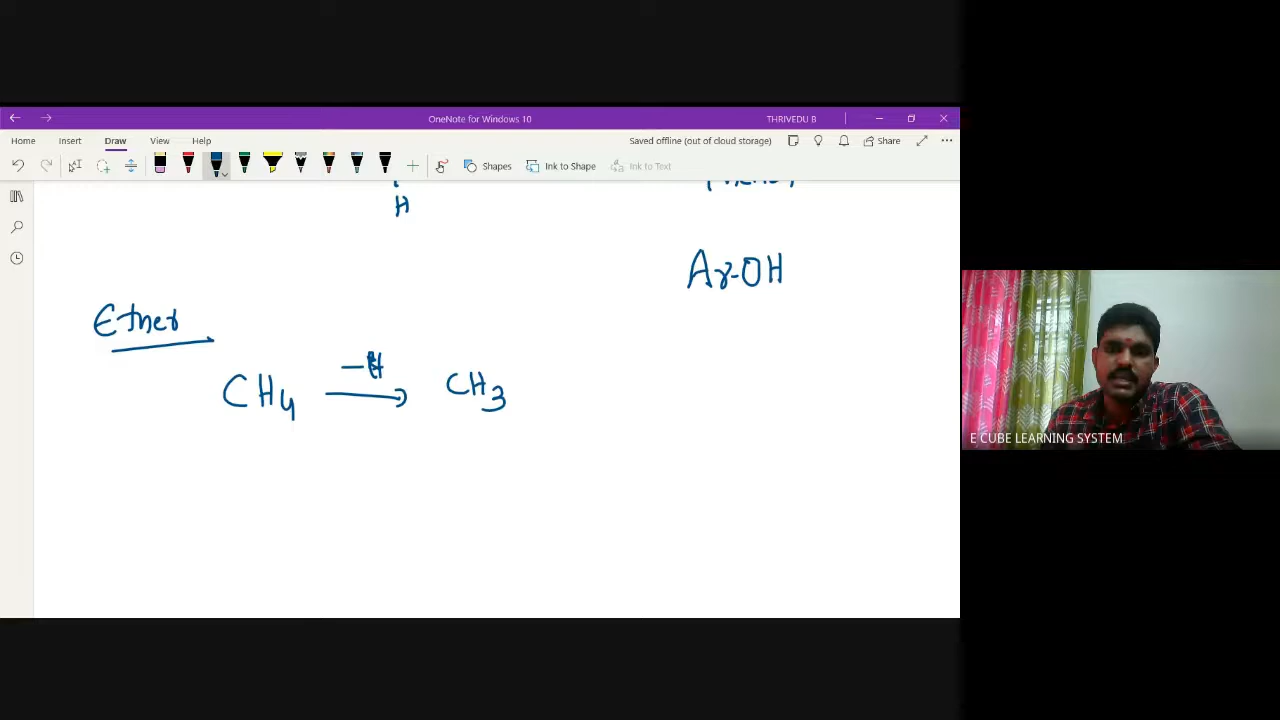 OneNote for Windows 10
THRIVEDU B
Home Insert Draw View Help
Saved offline (out of cloud storage)
Share
Shapes
Ink to Shape
Ink to Text
H
Ar-OH
Ether
CH4 → CH3
E CUBE LEARNING SYSTEM